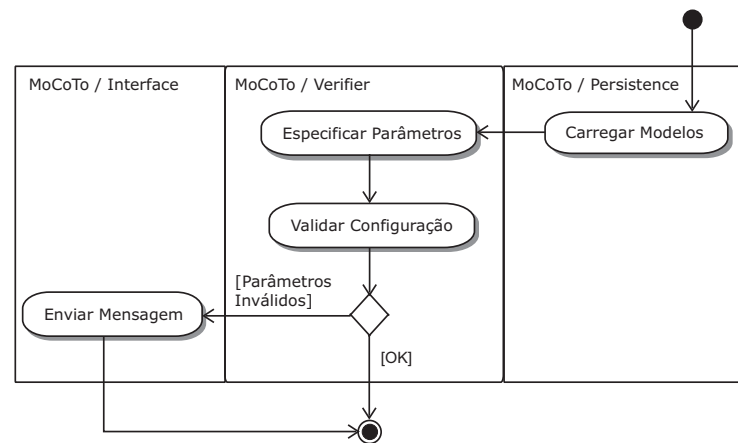 MoCoTo / Interface
MoCoTo / Verifier
MoCoTo / Persistence
Especificar Parâmetros
Carregar Modelos
Validar Configuração
[Parâmetros
Inválidos]
Enviar Mensagem
[OK]